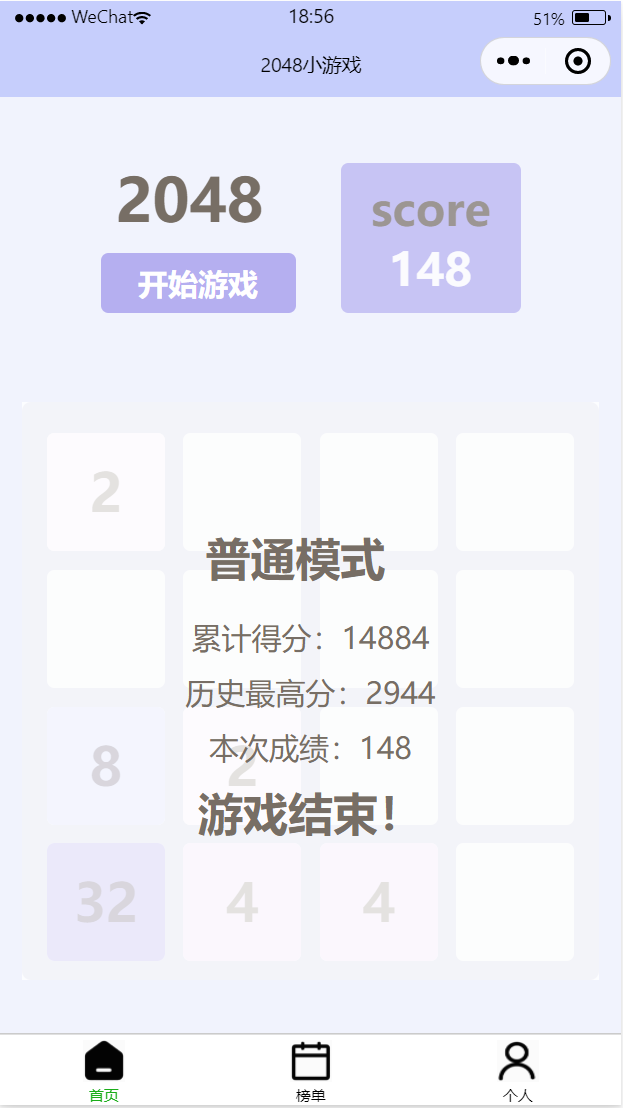 WeChat 18:56 51%
2048小游戏
2048
score
开始游戏
148
2
普通模式
累计得分：14884
历史最高分：2944
本次成绩：148
8 2
游戏结束！
32 4 4
首页 榜单 个人